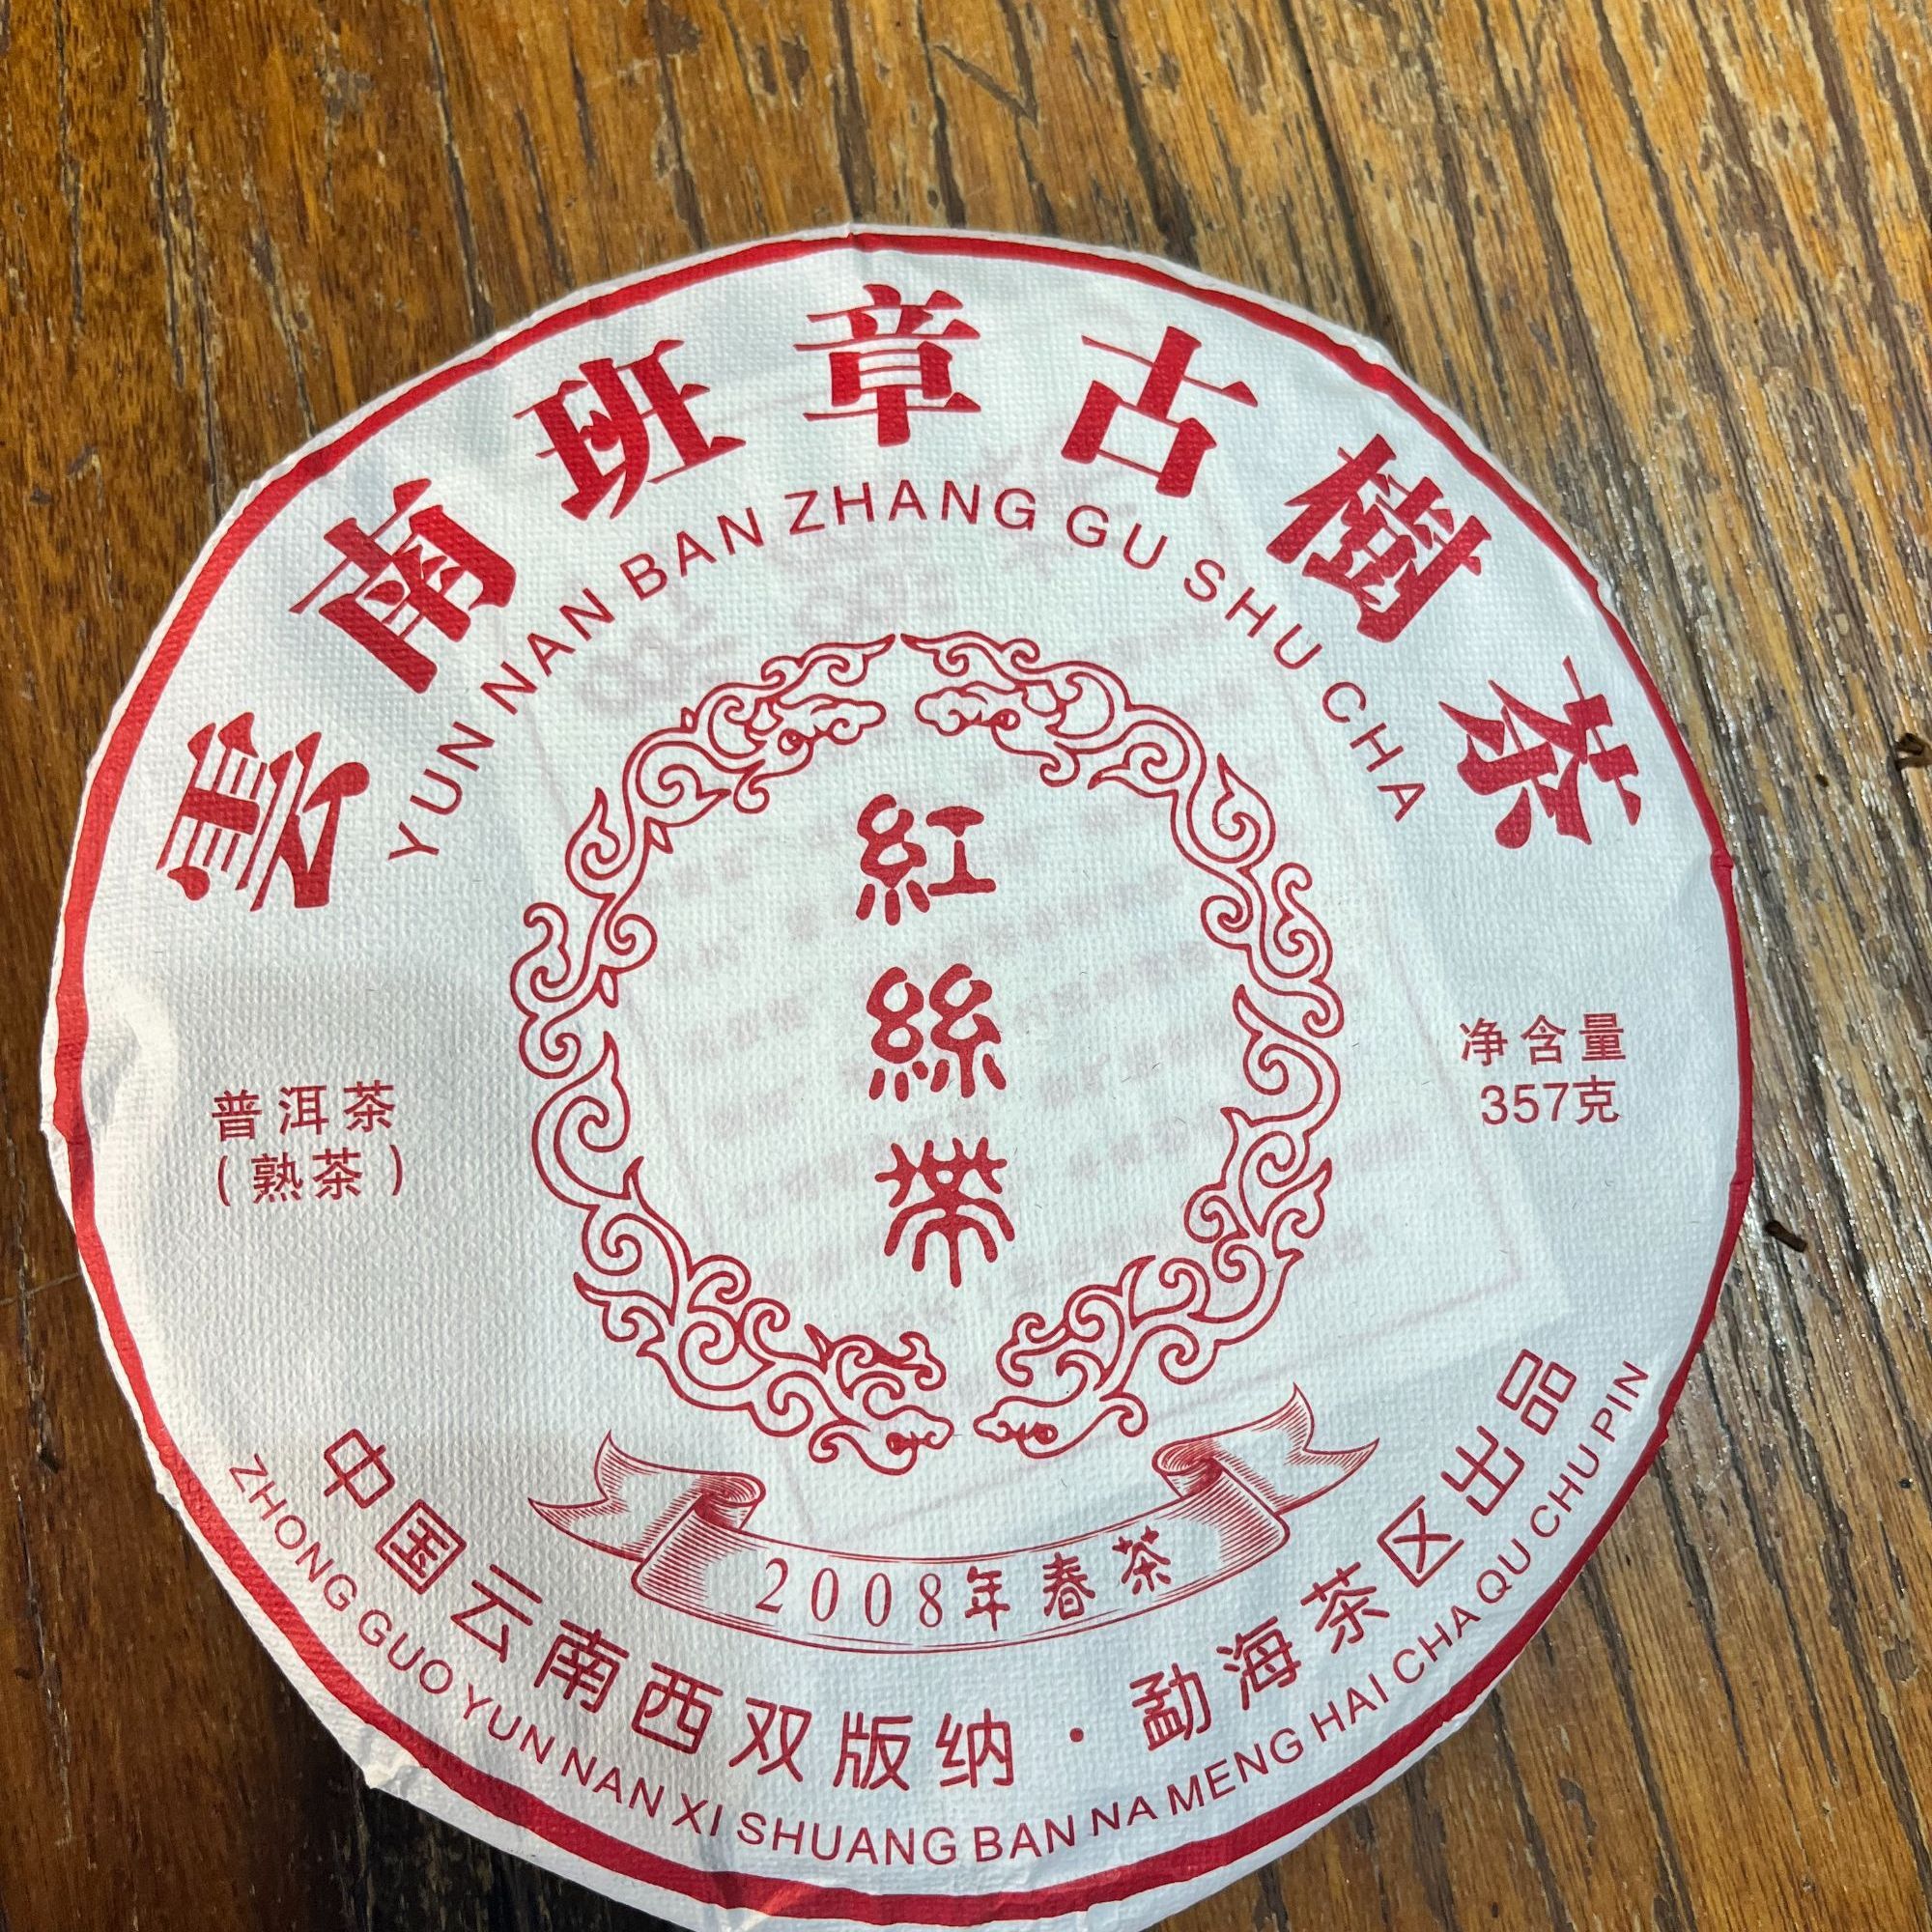 雲南班章古樹茶
YUN NAN BAN ZHANG GU SHU CHA
紅絲帶
普洱茶
(熟茶)
净含量
357克
2008年春茶
中国云南西双版纳·勐海茶区出品
ZHONG GUO YUN NAN XI SHUANG BAN NA MENG HAI CHA QU CHU PIN